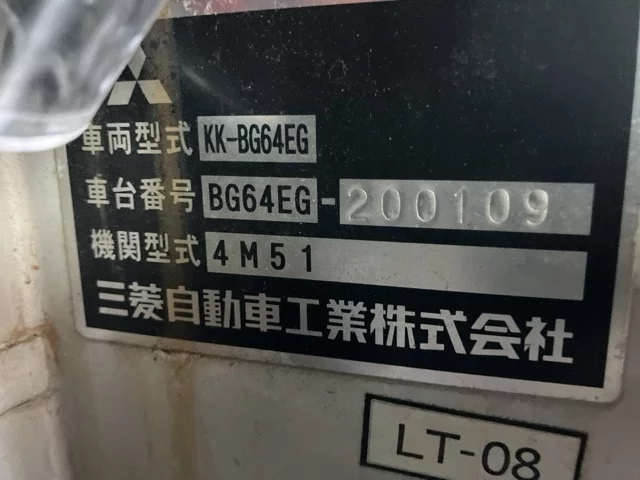 車両型式 KK-BG64EG
車台番号 BG64EG-200109
機関型式 4M51
三菱自動車工業株式会社
LT-08